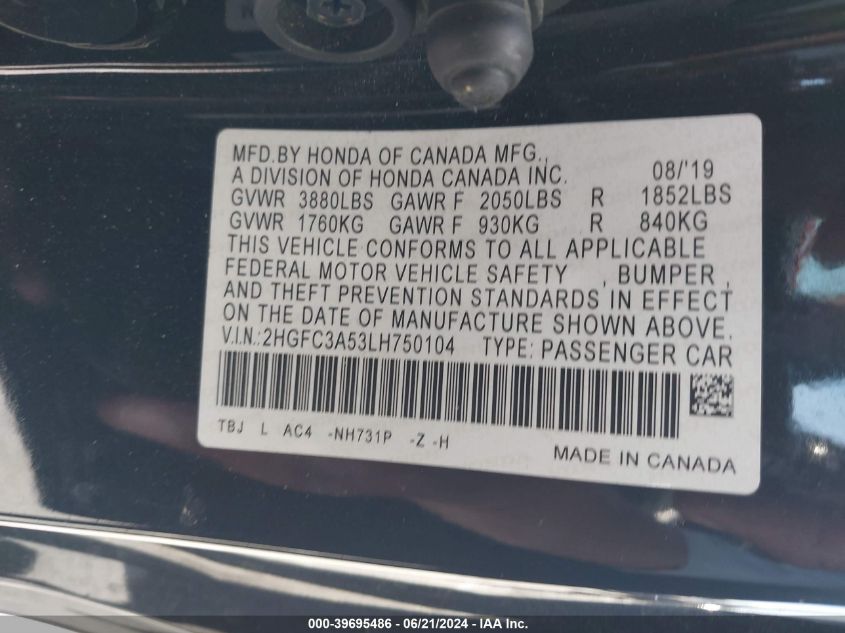 MFD.BY HONDA OF CANADA MFG.,
A DIVISION OF HONDA CANADA INC. 08/'19
GVWR 3880LBS GAWR F 2050LBS R 1852LBS
GVWR 1760KG GAWR F 930KG R 840KG
THIS VEHICLE CONFORMS TO ALL APPLICABLE
FEDERAL MOTOR VEHICLE SAFETY , BUMPER ,
AND THEFT PREVENTION STANDARDS IN EFFECT
ON THE DATE OF MANUFACTURE SHOWN ABOVE.
V.I.N.:2HGFC3A53LH750104 TYPE: PASSENGER CAR
TBJ L AC4 -NH731P -Z -H
MADE IN CANADA
000-39695486 - 06/21/2024 - IAA Inc.